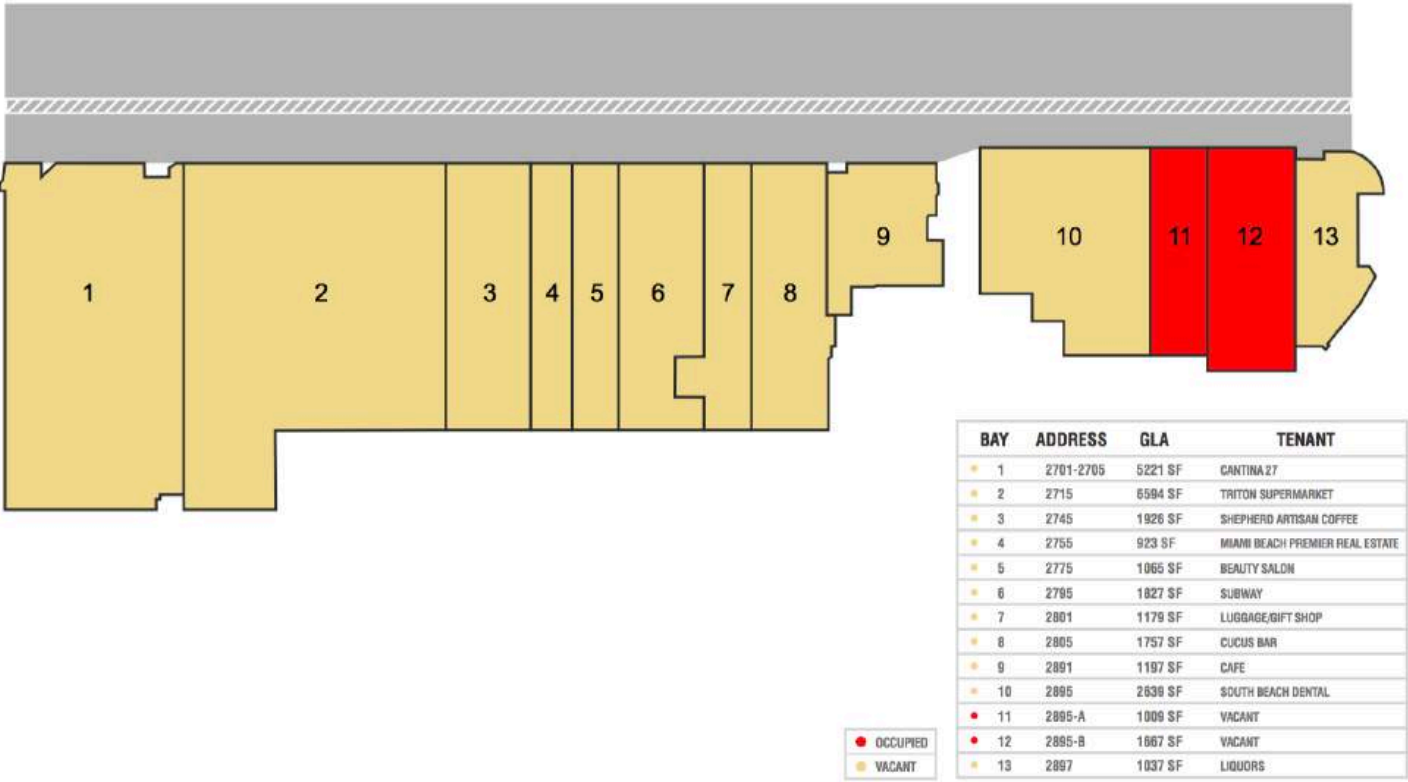 1
2
3
4
5
6
7
8
9
10
11
12
13
BAY ADDRESS GLA TENANT
1 2701-2705 5221 SF CANTINA 27
2 2715 6594 SF TRITON SUPERMARKET
3 2745 1926 SF SHEPHERD ARTISAN COFFEE
4 2755 923 SF MIAMI BEACH PREMIER REAL ESTATE
5 2775 1065 SF BEAUTY SALON
6 2795 1827 SF SUBWAY
7 2801 1179 SF LUGGAGE/GIFT SHOP
8 2805 1757 SF CUCUS BAR
9 2891 1197 SF CAFE
10 2895 2639 SF SOUTH BEACH DENTAL
11 2895-A 1009 SF VACANT
12 2895-B 1667 SF VACANT
13 2897 1037 SF LIQUORS
OCCUPIED
VACANT